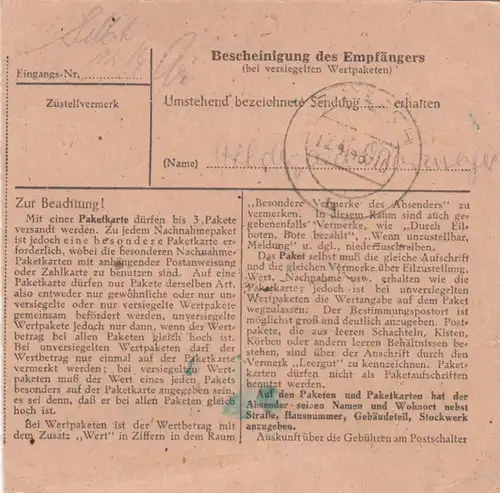 Selbst
Eingangs-Nr.
Bescheinigung des Empfängers
(bei versiegelten Wertpaketen)
Zustellvermerk
Umstehend bezeichnete Sendung erhalten
(Name)
Zur Beachtung!
Mit einer Paketkarte dürfen bis 3 Pakete
versandt werden. Zu jedem Nachnahmepaket
ist jedoch eine besondere Paketkarte er-
forderlich, wobei die besonderen Nachnahme-
Paketkarten mit anhängender Postanweisung
oder Zahlkarte zu benutzen sind. Auf eine
Paketkarte dürfen nur Pakete derselben Art,
also entweder nur gewöhnliche oder nur un-
versiegelte oder nur versiegelte Wertpakete
gemeinsam befördert werden, unversiegelte
Wertpakete jedoch nur dann, wenn der Wert-
betrag bei allen Paketen gleich hoch ist.
Bei unversiegelten Wertpaketen darf der
Wertbetrag nur einmal auf der Paketkarte
vermerkt werden; bei versiegelten Wert-
paketen muß der Wert eines jeden Pakets
besonders auf der Paketkarte angegeben sein,
es sei denn, daß er bei allen Paketen gleich
hoch ist.
Bei Wertpaketen ist der Wertbetrag mit
dem Zusatz „Wert" in Ziffern in dem Raum
„Besondere Vermerke des Absenders" zu
vermerken. In diesem Raum sind auch ge-
gebenenfalls Vermerke, wie „Durch Eil-
boten, Bote bezahlt", „Wenn unzustellbar,
Meldung" u. dgl., niederzuschreiben.
Das Paket selbst muß die gleiche Aufschrift
und die gleichen Vermerke über Eilzustellung,
Wert, Nachnahme usw. erhalten wie die
Paketkarte; jedoch ist bei unversiegelten
Wertpaketen die Wertangabe auf dem Paket
wegzulassen. Der Bestimmungspostort ist
möglichst groß und deutlich anzugeben. Post-
pakete, die aus leeren Schachteln, Kisten,
Körben oder andern leeren Behältnissen be-
stehen, sind über der Anschrift durch den
Vermerk „Leergut" zu kennzeichnen. Paket-
karten dürfen nicht als Paketaufschriften
benutzt werden.
Auf den Paketen und Paketkarten hat der
Absender seinen Namen und Wohnort nebst
Straße, Hausnummer, Gebäudeteil, Stockwerk
anzugeben.
Auskunft über die Gebühren am Postschalter